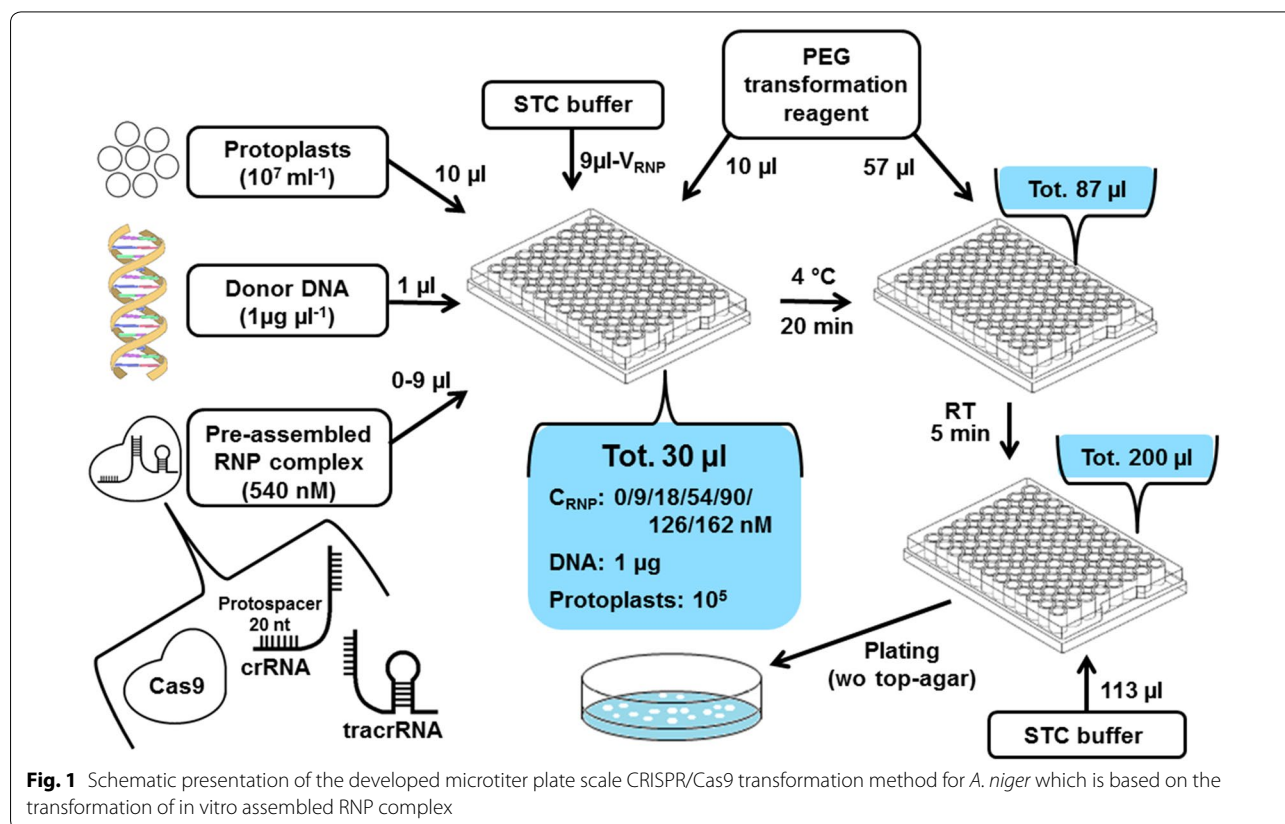 PEG
transformation
reagent
STC buffer
Protoplasts
(10⁷ ml⁻¹)
10 µl
9µl-V_RNP
10 µl
57 µl
Tot. 87 µl
Donor DNA
(1µg µl⁻¹)
1 µl
4 °C
20 min
0-9 µl
Pre-assembled
RNP complex
(540 nM)
RT
5 min
Tot. 30 µl
C_RNP: 0/9/18/54/90/
126/162 nM
DNA: 1 µg
Protoplasts: 10⁵
Tot. 200 µl
Protospacer
20 nt
crRNA
Cas9
tracrRNA
Plating
(wo top-agar)
113 µl
STC buffer
Fig. 1 Schematic presentation of the developed microtiter plate scale CRISPR/Cas9 transformation method for A. niger which is based on the
transformation of in vitro assembled RNP complex